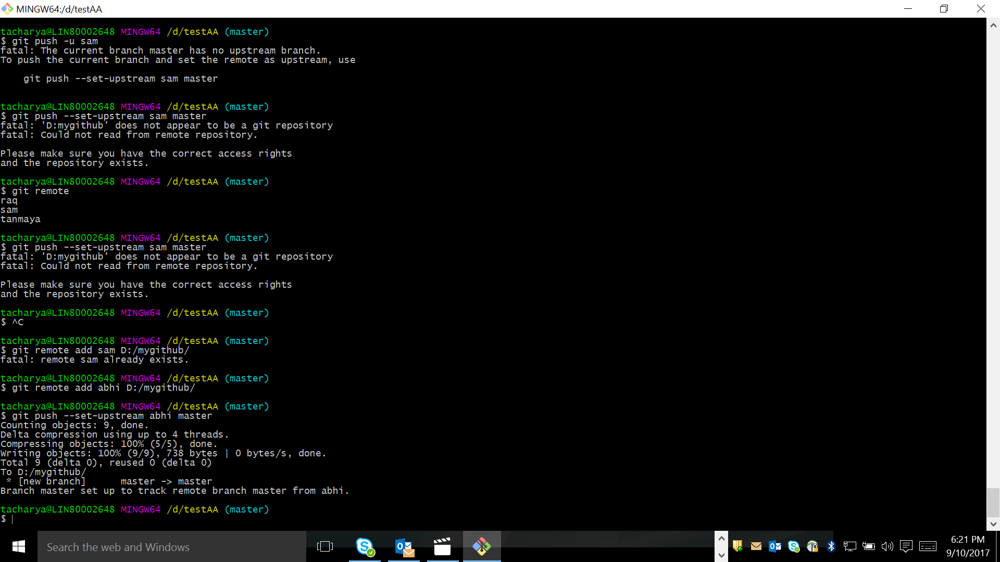 MINGW64:/d/testAA
tacharya@LIN80002648 MINGW64 /d/testAA (master)
$ git push -u sam
fatal: The current branch master has no upstream branch.
To push the current branch and set the remote as upstream, use
git push --set-upstream sam master
tacharya@LIN80002648 MINGW64 /d/testAA (master)
$ git push --set-upstream sam master
fatal: 'D:mygithub' does not appear to be a git repository
fatal: Could not read from remote repository.
Please make sure you have the correct access rights
and the repository exists.
tacharya@LIN80002648 MINGW64 /d/testAA (master)
$ git remote
raq
sam
tanmaya
tacharya@LIN80002648 MINGW64 /d/testAA (master)
$ git push --set-upstream sam master
fatal: 'D:mygithub' does not appear to be a git repository
fatal: Could not read from remote repository.
Please make sure you have the correct access rights
and the repository exists.
tacharya@LIN80002648 MINGW64 /d/testAA (master)
$ ^C
tacharya@LIN80002648 MINGW64 /d/testAA (master)
$ git remote add sam D:/mygithub/
fatal: remote sam already exists.
tacharya@LIN80002648 MINGW64 /d/testAA (master)
$ git remote add abhi D:/mygithub/
tacharya@LIN80002648 MINGW64 /d/testAA (master)
$ git push --set-upstream abhi master
Counting objects: 9, done.
Delta compression using up to 4 threads.
Compressing objects: 100% (5/5), done.
Writing objects: 100% (9/9), 738 bytes | 0 bytes/s, done.
Total 9 (delta 0), reused 0 (delta 0)
To D:/mygithub/
* [new branch]      master -> master
Branch master set up to track remote branch master from abhi.
tacharya@LIN80002648 MINGW64 /d/testAA (master)
$
Search the web and Windows
6:21 PM
9/10/2017